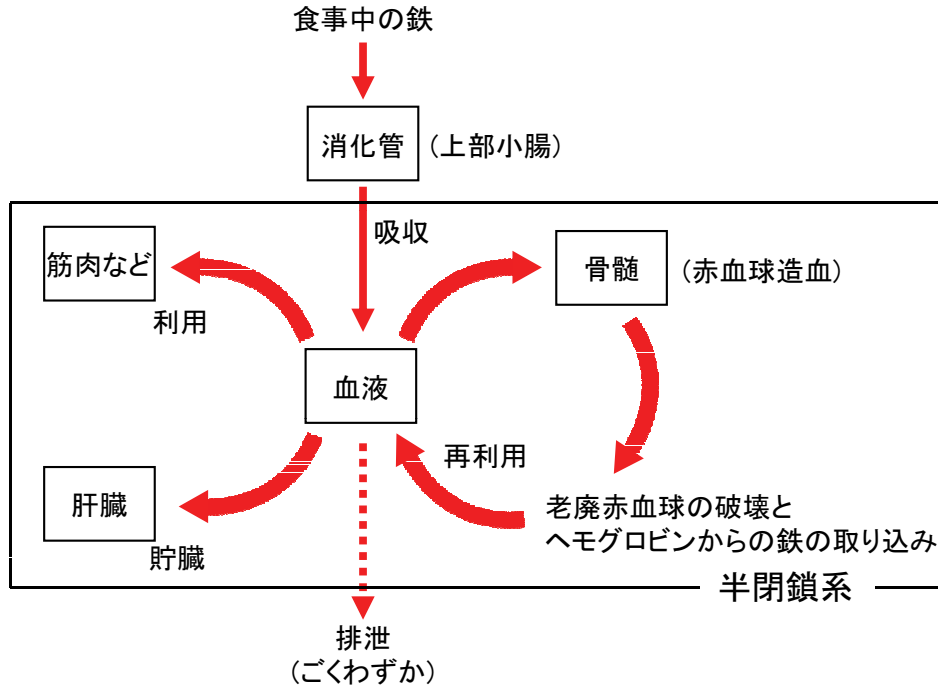 食事中の鉄
消化管 (上部小腸)
吸収
筋肉など
骨髄 (赤血球造血)
利用
血液
再利用
肝臓
貯臓
老廃赤血球の破壊と
ヘモグロビンからの鉄の取り込み
半閉鎖系
排泄
(ごくわずか)